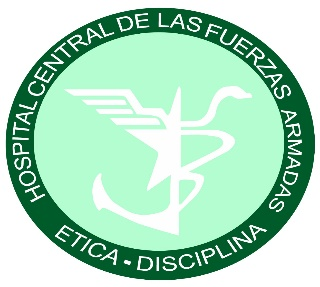 HOSPITAL CENTRAL DE LAS FUERZAS ARMADAS
ETICA - DISCIPLINA